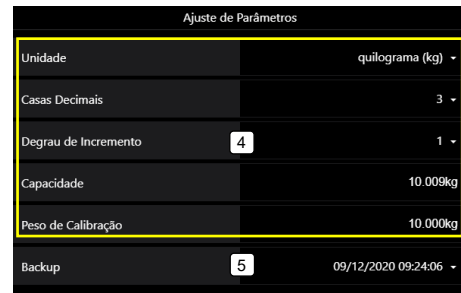 Ajuste de Parâmetros
Unidade quilograma (kg)
Casas Decimais 3
Degrau de Incremento 4 1
Capacidade 10.009kg
Peso de Calibração 10.000kg
Backup 5 09/12/2020 09:24:06